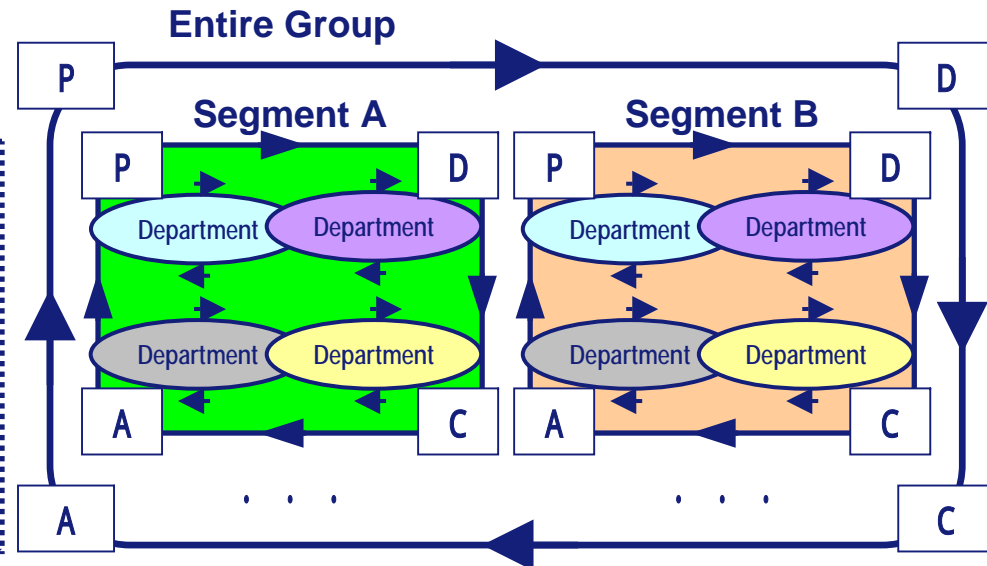 Entire Group
P D
Segment A Segment B
P D P D
Department Department Department Department
Department Department Department Department
A C A C
. . . . . .
A C